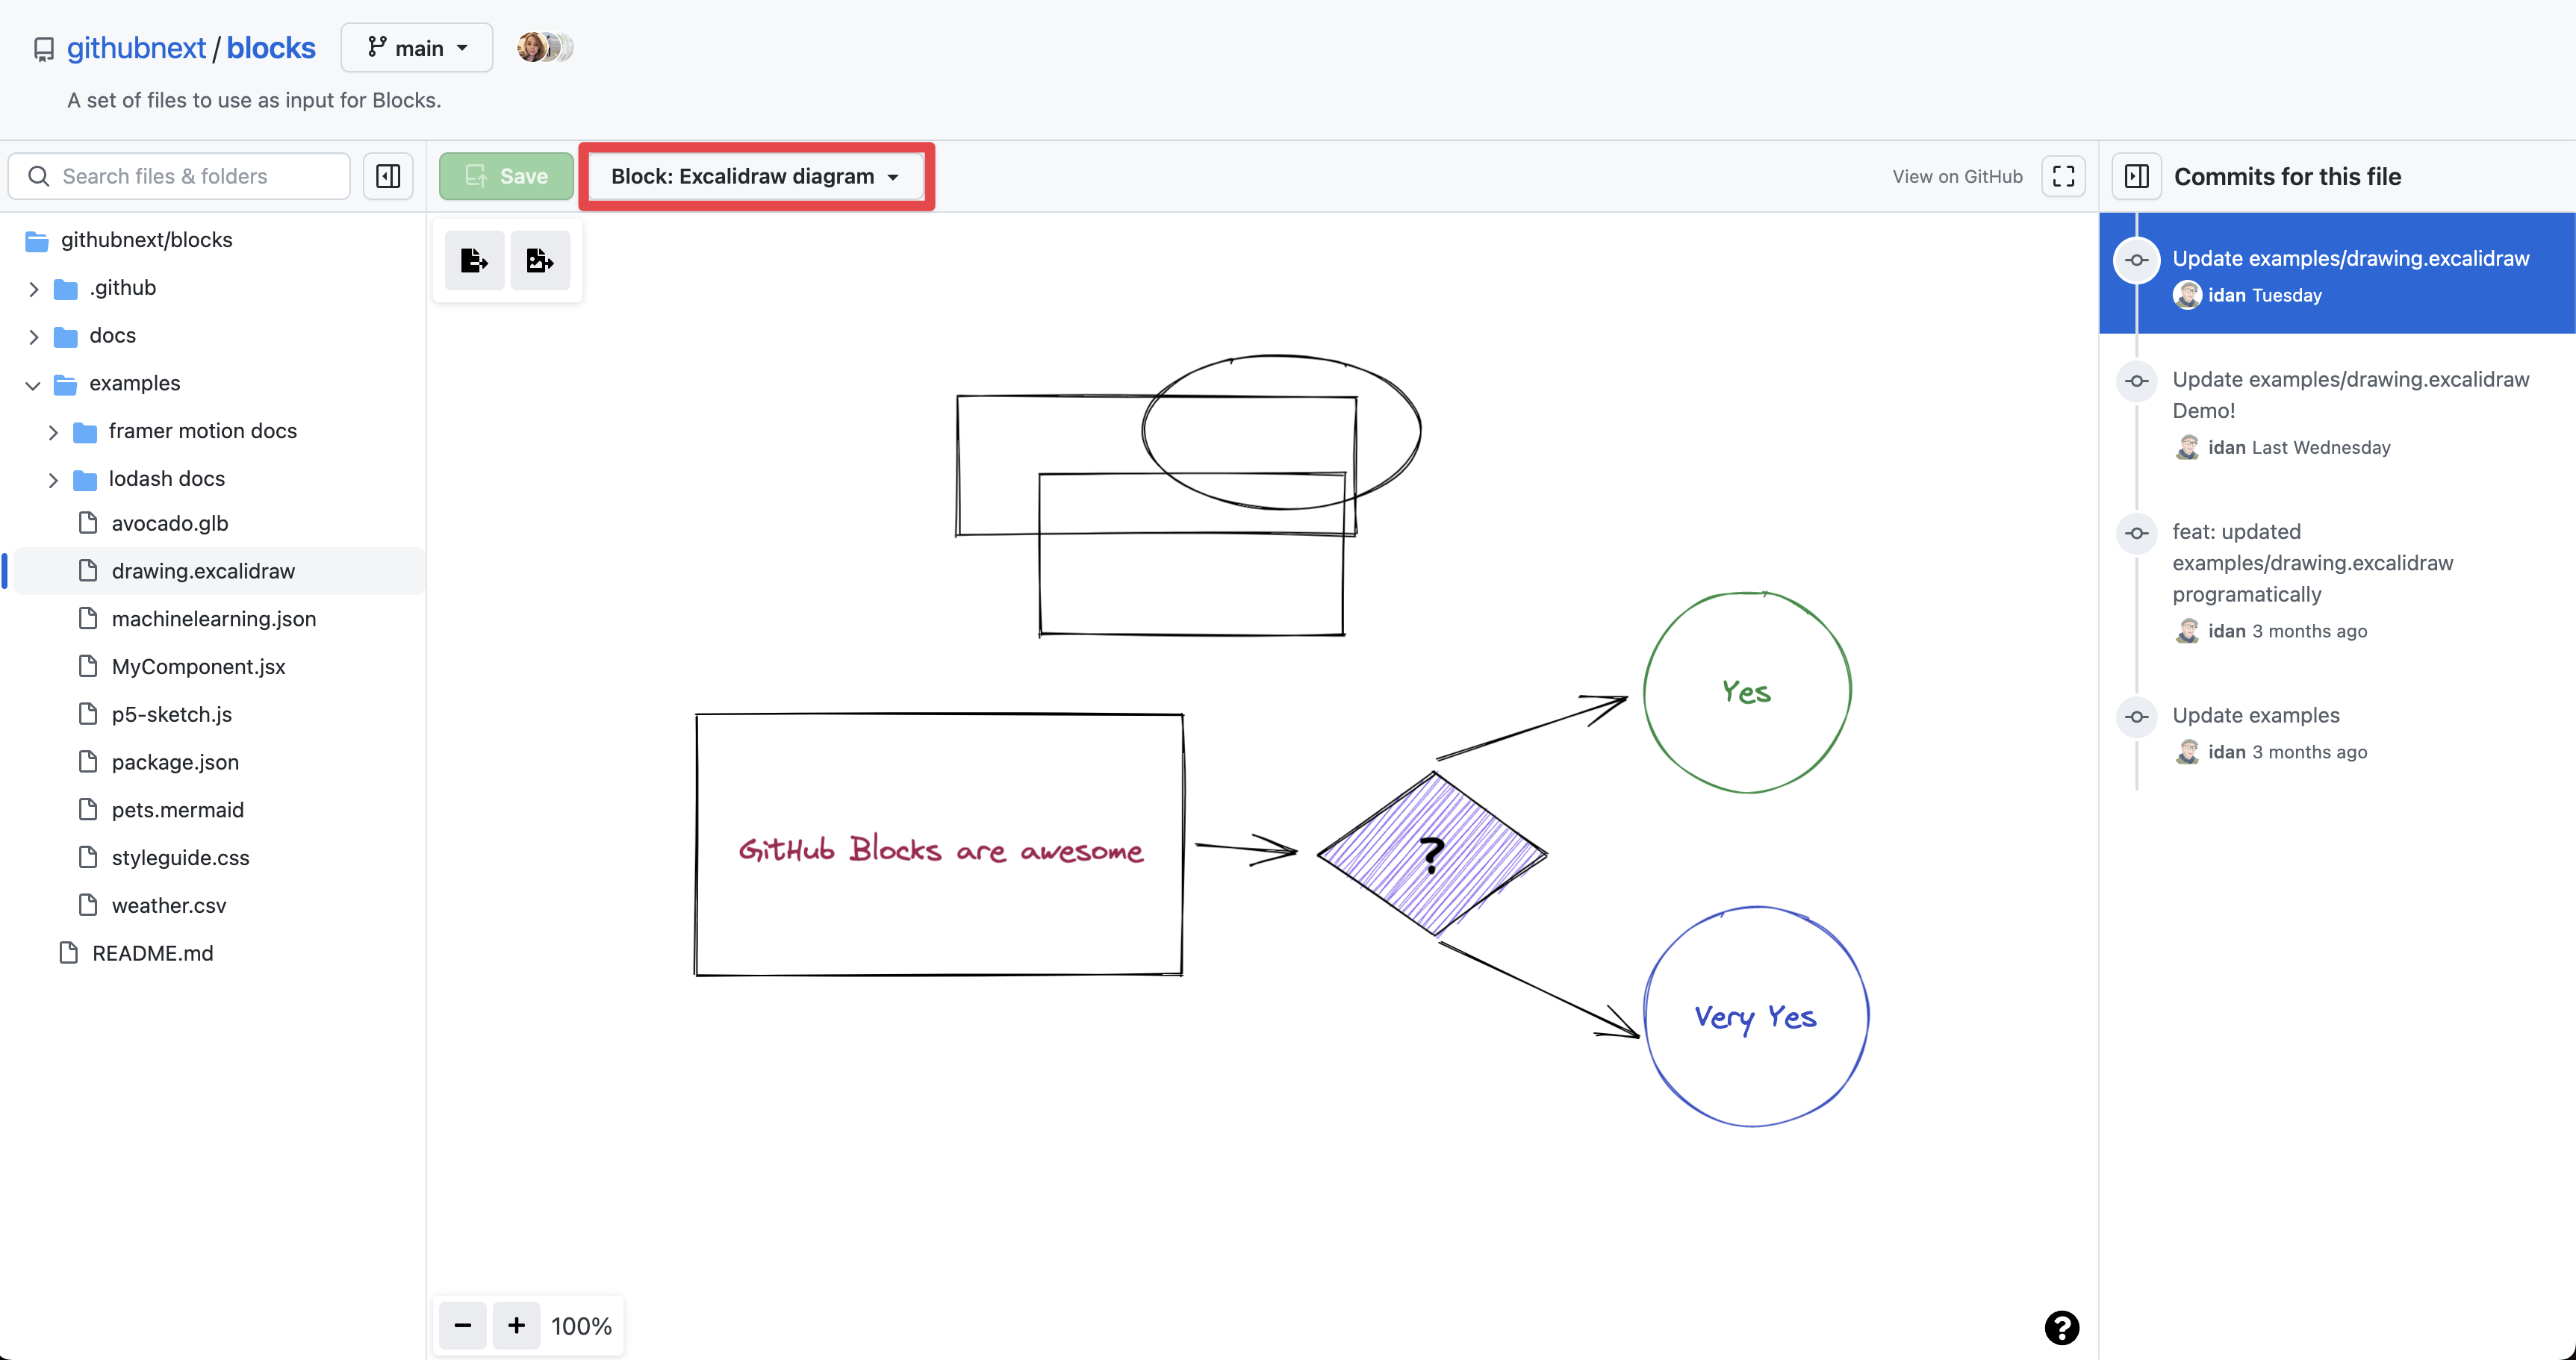 githubnext / blocks
main
A set of files to use as input for Blocks.
Search files & folders
Save
Block: Excalidraw diagram
View on GitHub
Commits for this file
githubnext/blocks
.github
docs
examples
framer motion docs
lodash docs
avocado.glb
drawing.excalidraw
machinelearning.json
MyComponent.jsx
p5-sketch.js
package.json
pets.mermaid
styleguide.css
weather.csv
README.md
Yes
GitHub Blocks are awesome
?
Very Yes
100%
?
Update examples/drawing.excalidraw
idan Tuesday
Update examples/drawing.excalidraw
Demo!
idan Last Wednesday
feat: updated
examples/drawing.excalidraw
programatically
idan 3 months ago
Update examples
idan 3 months ago